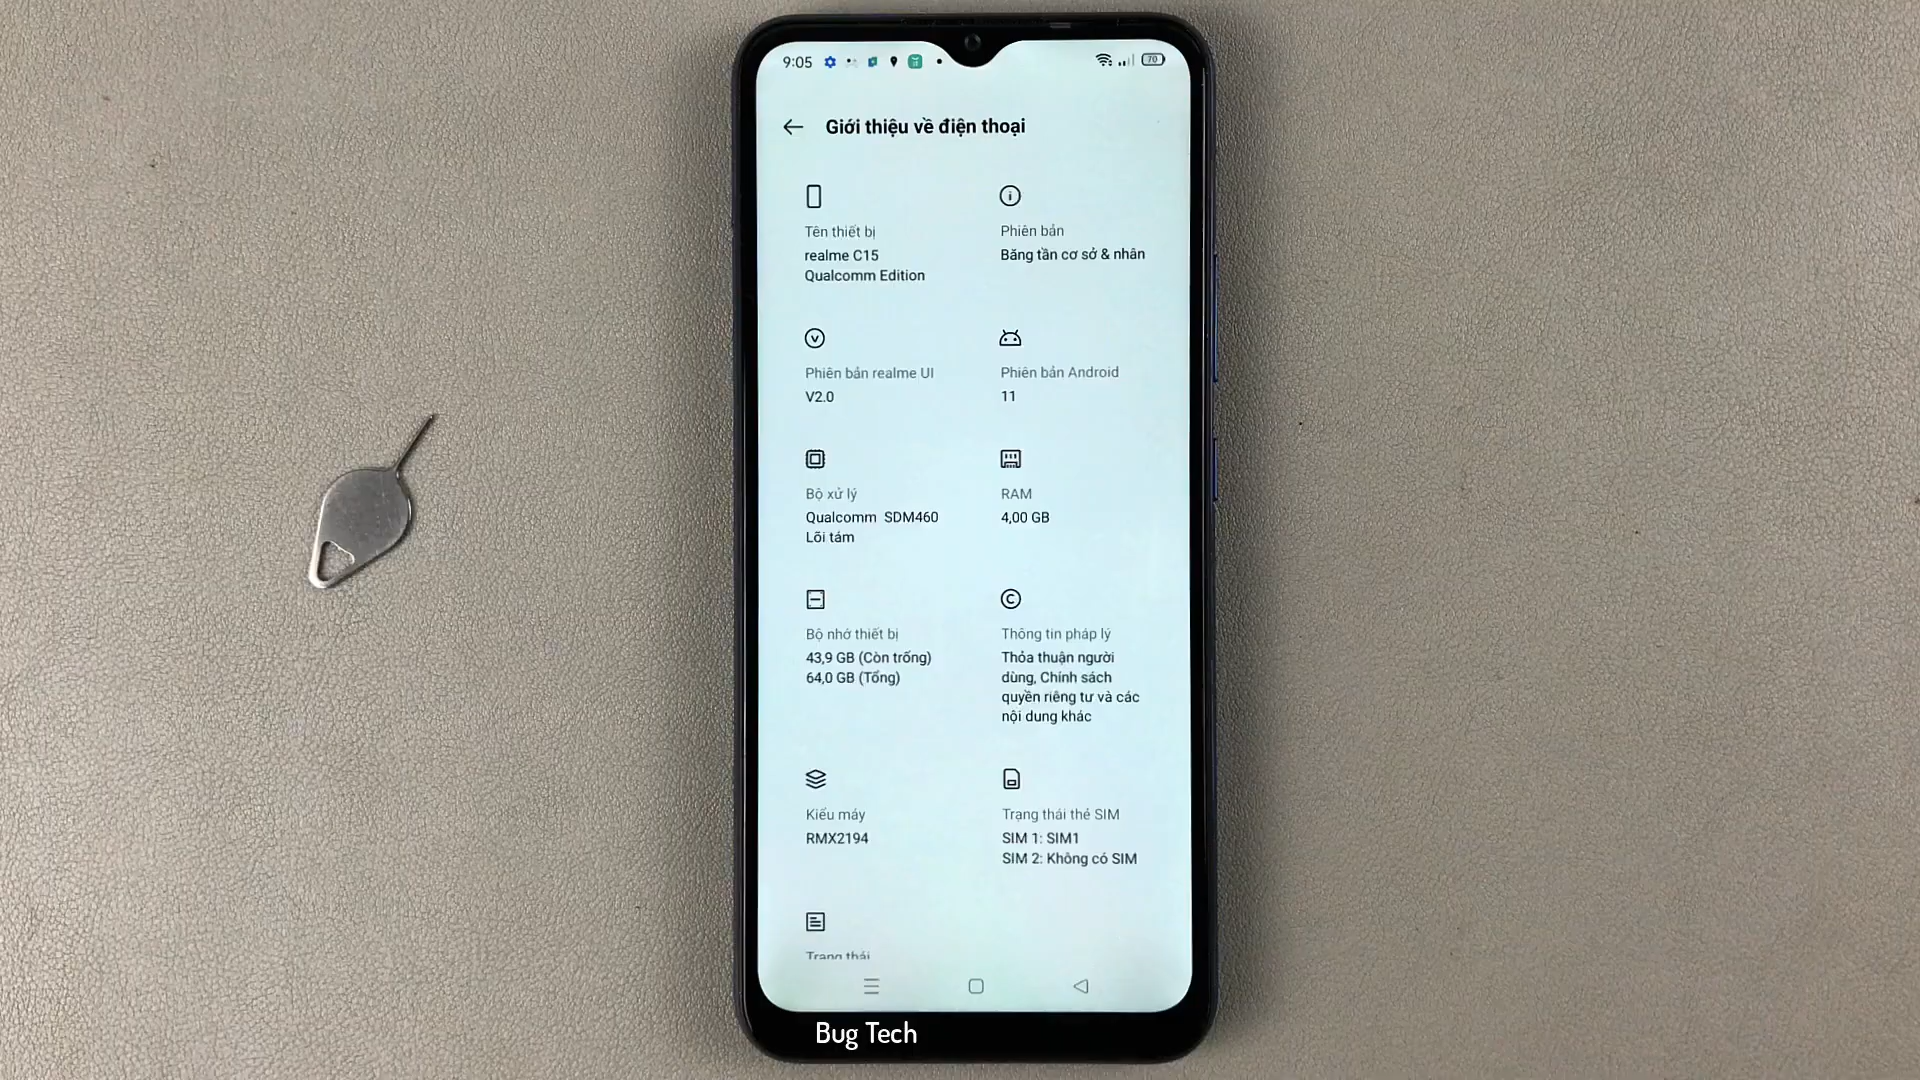 9:05
70
Giới thiệu về điện thoại
Tên thiết bị
realme C15
Qualcomm Edition
Phiên bản
Băng tần cơ sở & nhân
Phiên bản realme UI
V2.0
Phiên bản Android
11
Bộ xử lý
Qualcomm SDM460
Lõi tám
RAM
4,00 GB
Bộ nhớ thiết bị
43,9 GB (Còn trống)
64,0 GB (Tổng)
Thông tin pháp lý
Thỏa thuận người
dùng, Chính sách
quyền riêng tư và các
nội dung khác
Kiểu máy
RMX2194
Trạng thái thẻ SIM
SIM 1: SIM1
SIM 2: Không có SIM
Trạng thái
Bug Tech